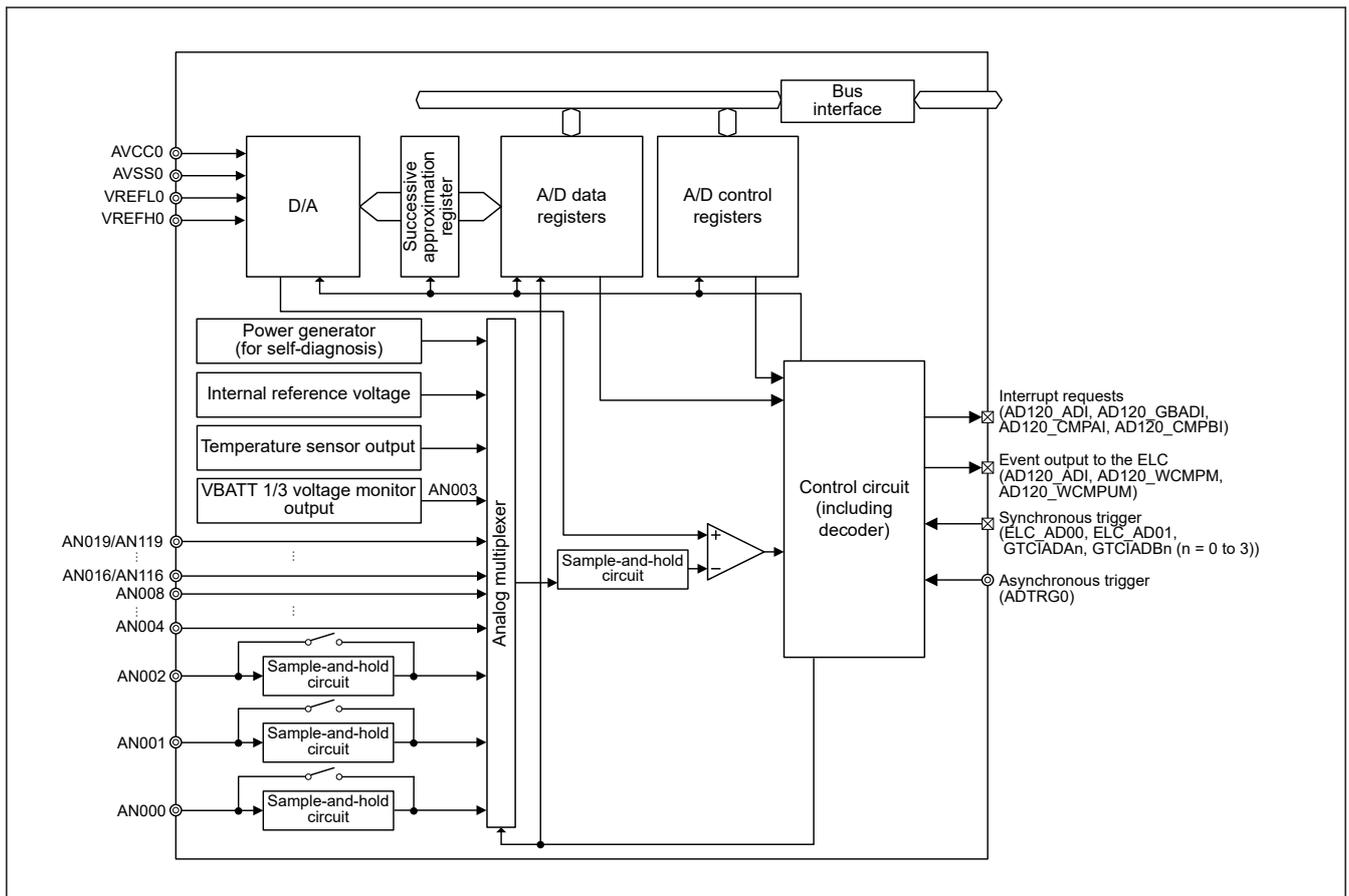 Bus
interface
AVCC0
AVSS0
VREFL0
VREFH0
D/A
Successive
approximation
register
A/D data
registers
A/D control
registers
Power generator
(for self-diagnosis)
Internal reference voltage
Temperature sensor output
VBATT 1/3 voltage monitor
output
AN003
AN019/AN119
AN016/AN116
AN008
AN004
AN002
Sample-and-hold
circuit
AN001
Sample-and-hold
circuit
AN000
Sample-and-hold
circuit
Analog multiplexer
Sample-and-hold
circuit
+
−
Control circuit
(including
decoder)
Interrupt requests
(AD120_ADI, AD120_GBADI,
AD120_CMPAI, AD120_CMPBI)
Event output to the ELC
(AD120_ADI, AD120_WCMPM,
AD120_WCMPUM)
Synchronous trigger
(ELC_AD00, ELC_AD01,
GTCIADAn, GTCIADBn (n = 0 to 3))
Asynchronous trigger
(ADTRG0)